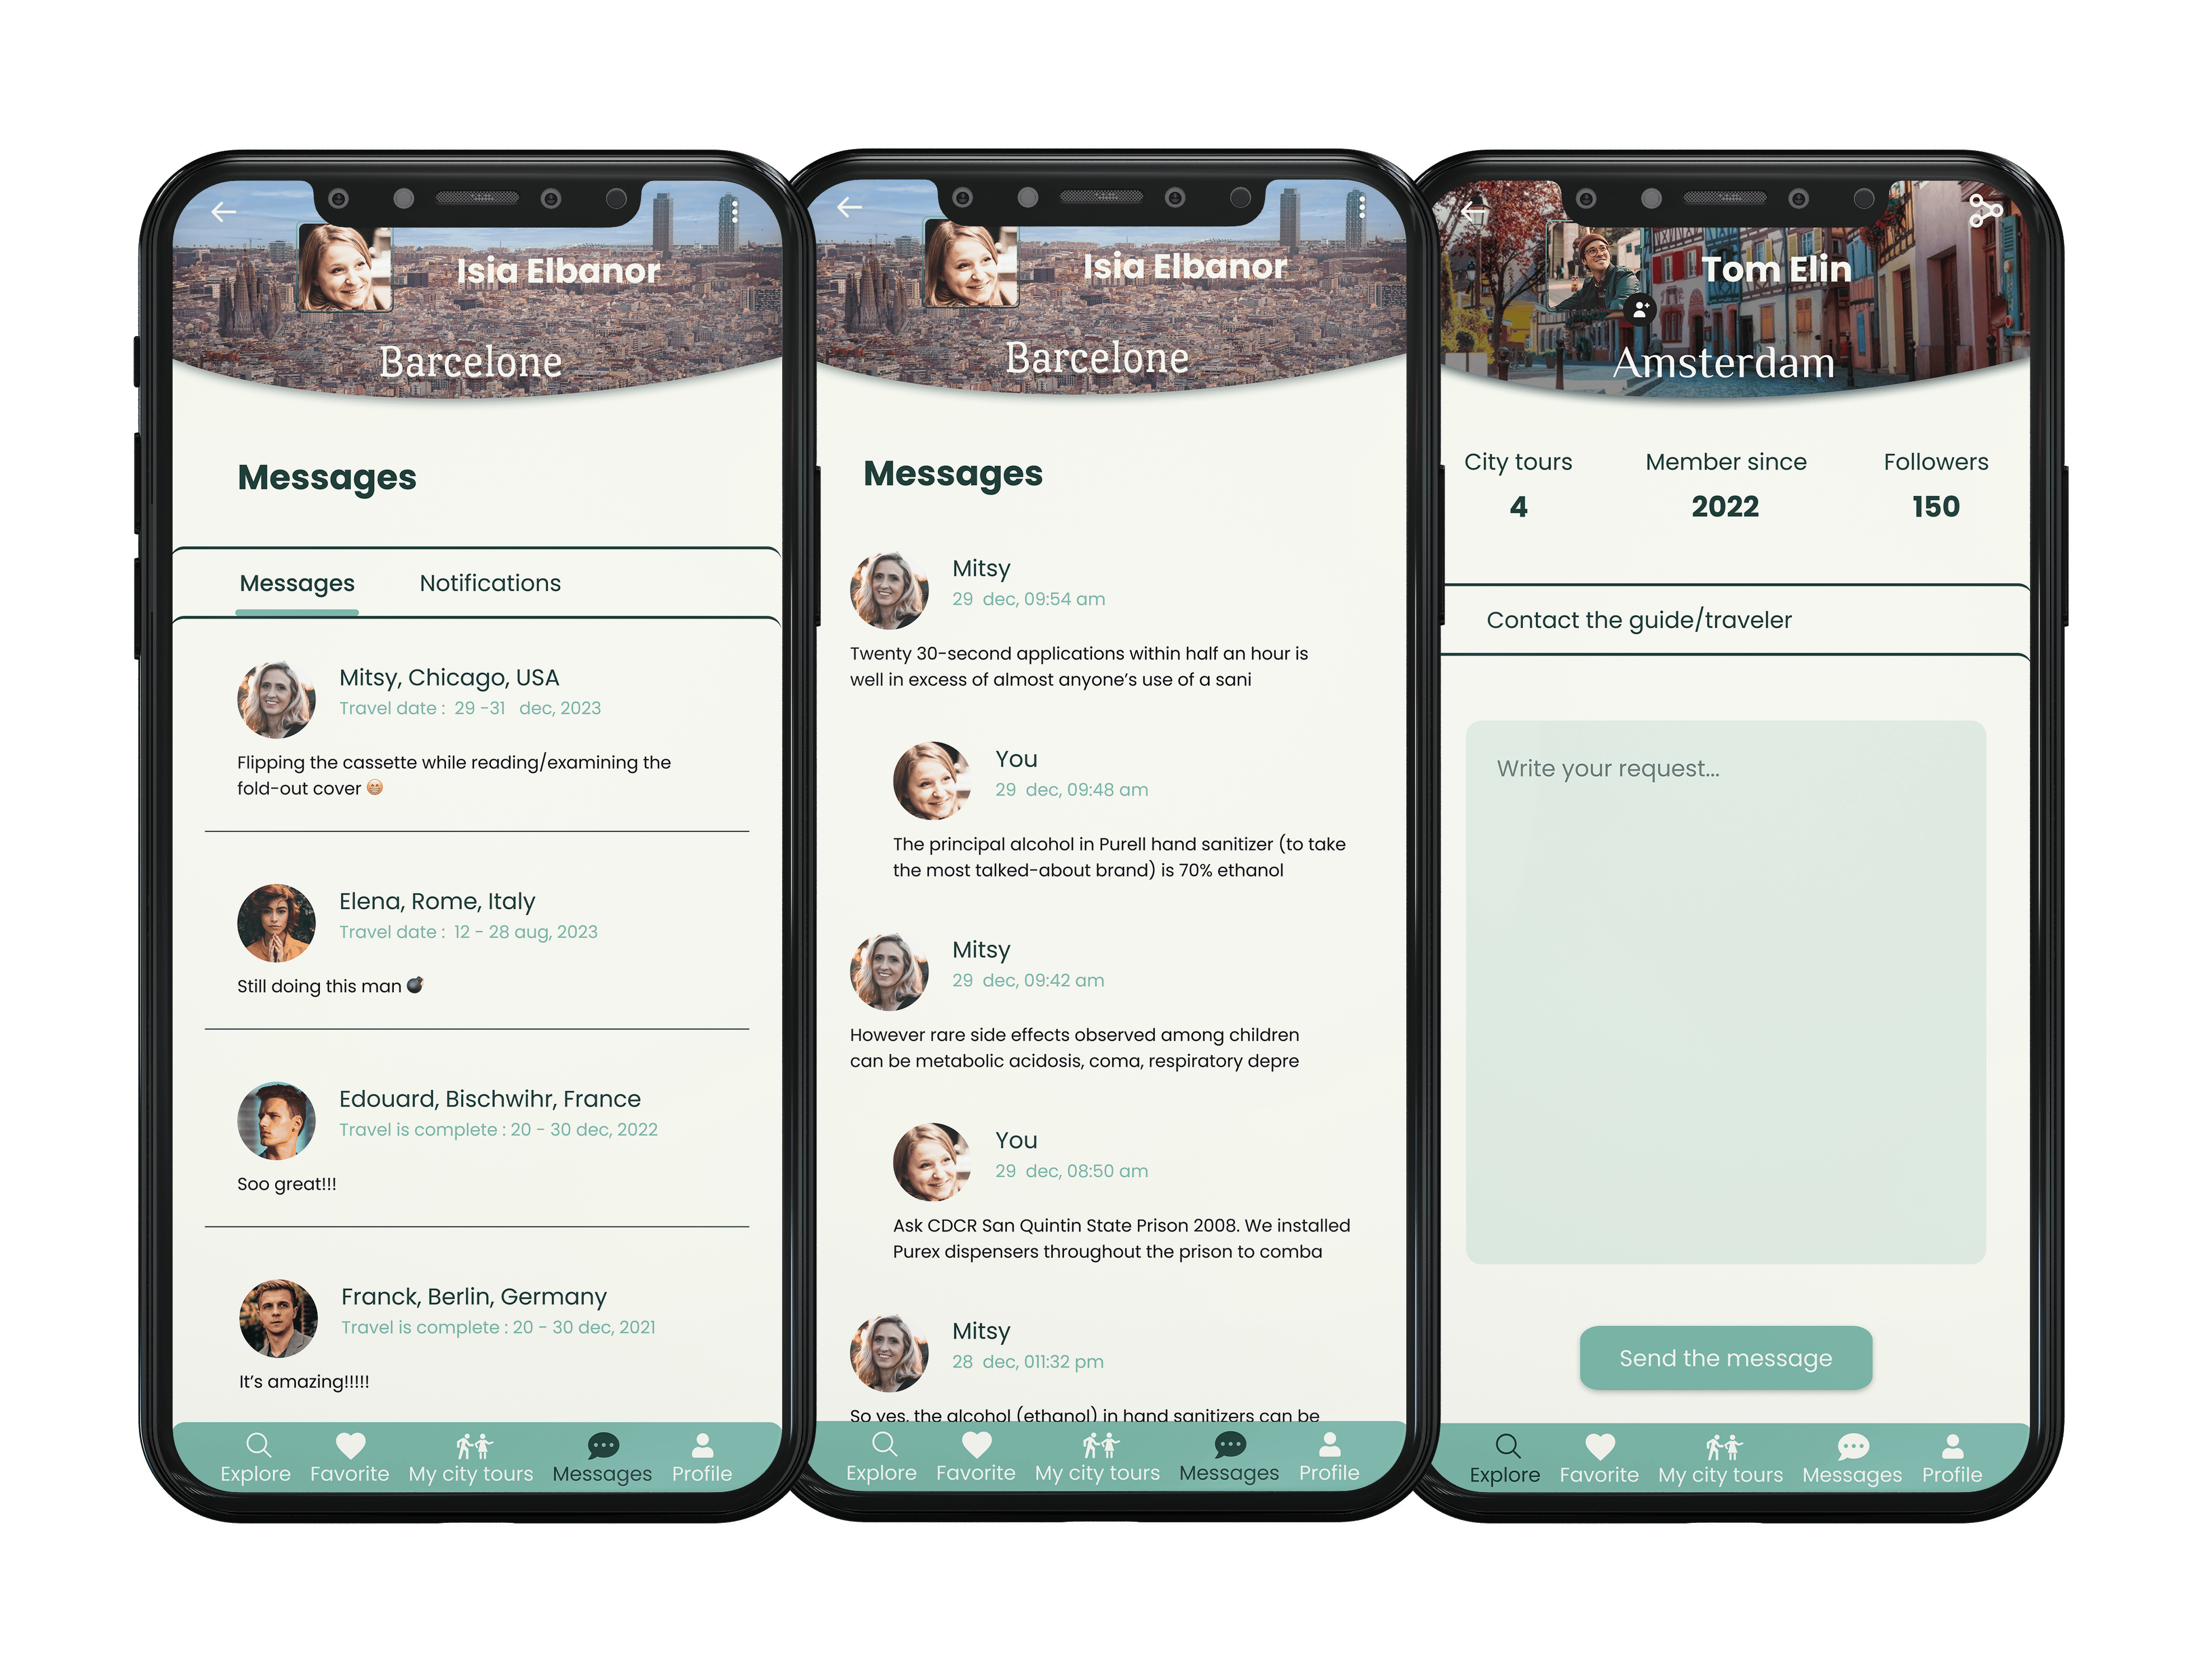 Isia Elbanor
Barcelone
Messages
Messages Notifications
Mitsy, Chicago, USA
Travel date : 29 -31 dec, 2023
Flipping the cassette while reading/examining the
fold-out cover 😁
Elena, Rome, Italy
Travel date : 12 - 28 aug, 2023
Still doing this man 💣
Edouard, Bischwihr, France
Travel is complete : 20 - 30 dec, 2022
Soo great!!!
Franck, Berlin, Germany
Travel is complete : 20 - 30 dec, 2021
It's amazing!!!!!
Explore Favorite My city tours Messages Profile
Isia Elbanor
Barcelone
Messages
Mitsy
29 dec, 09:54 am
Twenty 30-second applications within half an hour is
well in excess of almost anyone’s use of a sani
You
29 dec, 09:48 am
The principal alcohol in Purell hand sanitizer (to take
the most talked-about brand) is 70% ethanol
Mitsy
29 dec, 09:42 am
However rare side effects observed among children
can be metabolic acidosis, coma, respiratory depre
You
29 dec, 08:50 am
Ask CDCR San Quintin State Prison 2008. We installed
Purex dispensers throughout the prison to comba
Mitsy
28 dec, 011:32 pm
So yes, the alcohol (ethanol) in hand sanitizers can be
Explore Favorite My city tours Messages Profile
Tom Elin
Amsterdam
City tours Member since Followers
4 2022 150
Contact the guide/traveler
Write your request...
Send the message
Explore Favorite My city tours Messages Profile